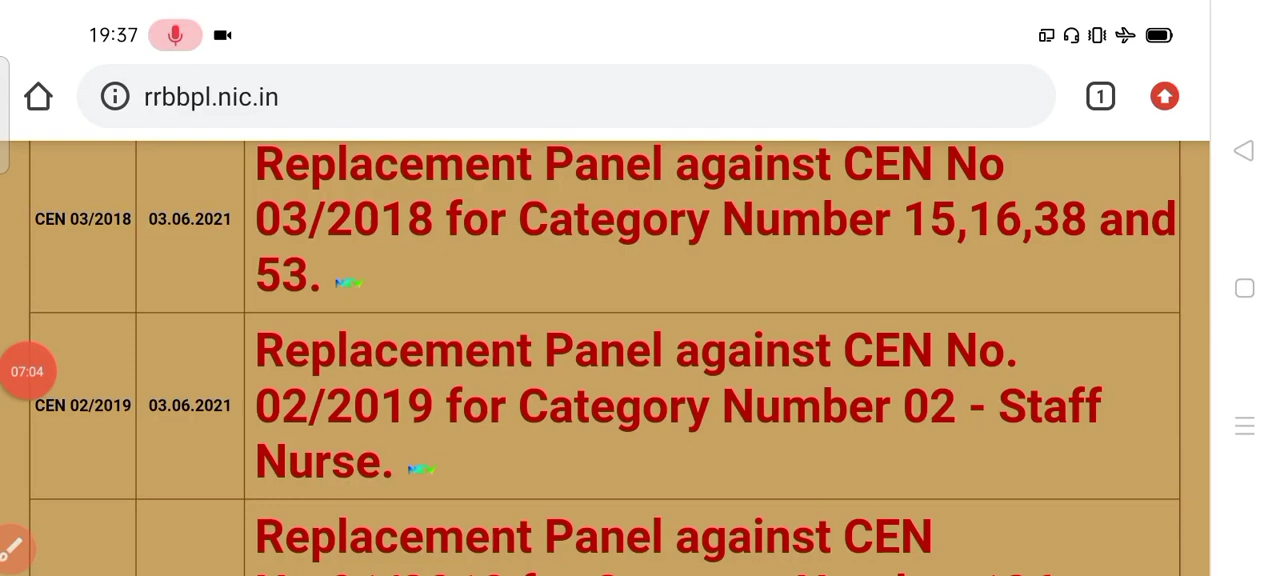 19:37
1
rrbbpl.nic.in
Replacement Panel against CEN No
CEN 03/2018 03.06.2021 03/2018 for Category Number 15,16,38 and
53. NEW
Replacement Panel against CEN No.
07:04
CEN 02/2019 03.06.2021 02/2019 for Category Number 02 - Staff
Nurse. NEW
Replacement Panel against CEN